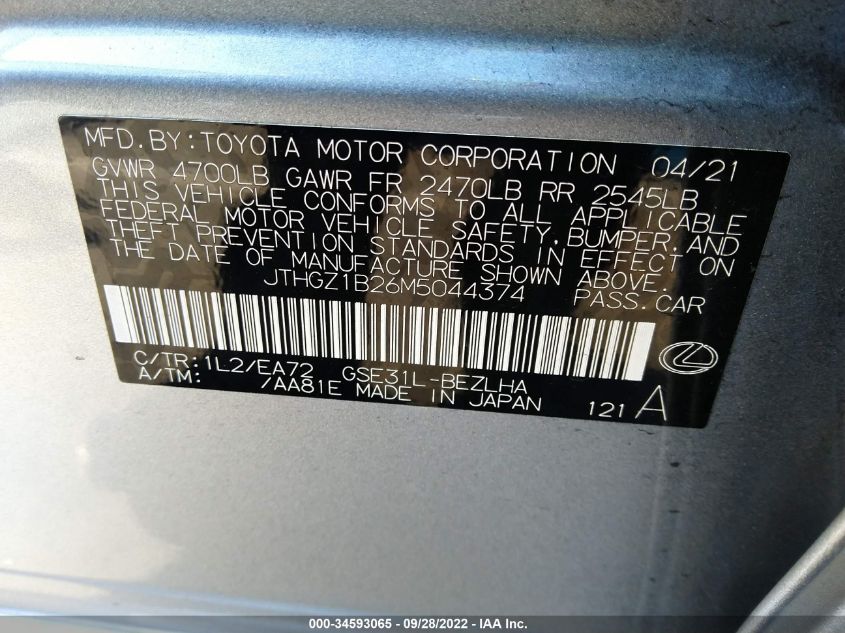 MFD. BY: TOYOTA MOTOR CORPORATION 04/21
GVWR 4700LB GAWR FR 2470LB RR 2545LB
THIS VEHICLE CONFORMS TO ALL APPLICABLE
FEDERAL MOTOR VEHICLE SAFETY, BUMPER, AND
THEFT PREVENTION STANDARDS IN EFFECT ON
THE DATE OF MANUFACTURE SHOWN ABOVE.
JTHGZ1B26M5044374 PASS. CAR
C/TR: 1L2/EA72 GSE31L-BEZLHA
A/TM: /AA81E MADE IN JAPAN 121 A
000-34593065 - 09/28/2022 - IAA Inc.